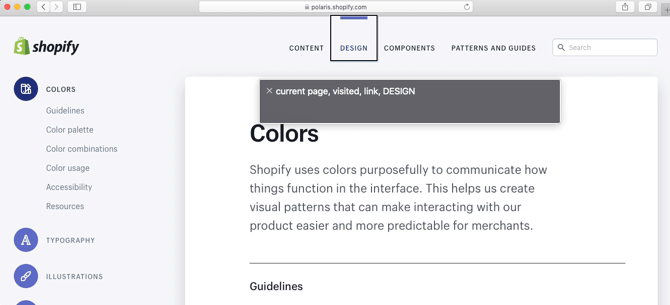 polaris.shopify.com
shopify
CONTENT DESIGN COMPONENTS PATTERNS AND GUIDES Search
current page, visited, link, DESIGN
COLORS
Guidelines
Color palette
Color combinations
Color usage
Accessibility
Resources
TYPOGRAPHY
ILLUSTRATIONS
Colors
Shopify uses colors purposefully to communicate how
things function in the interface. This helps us create
visual patterns that can make interacting with our
product easier and more predictable for merchants.
Guidelines